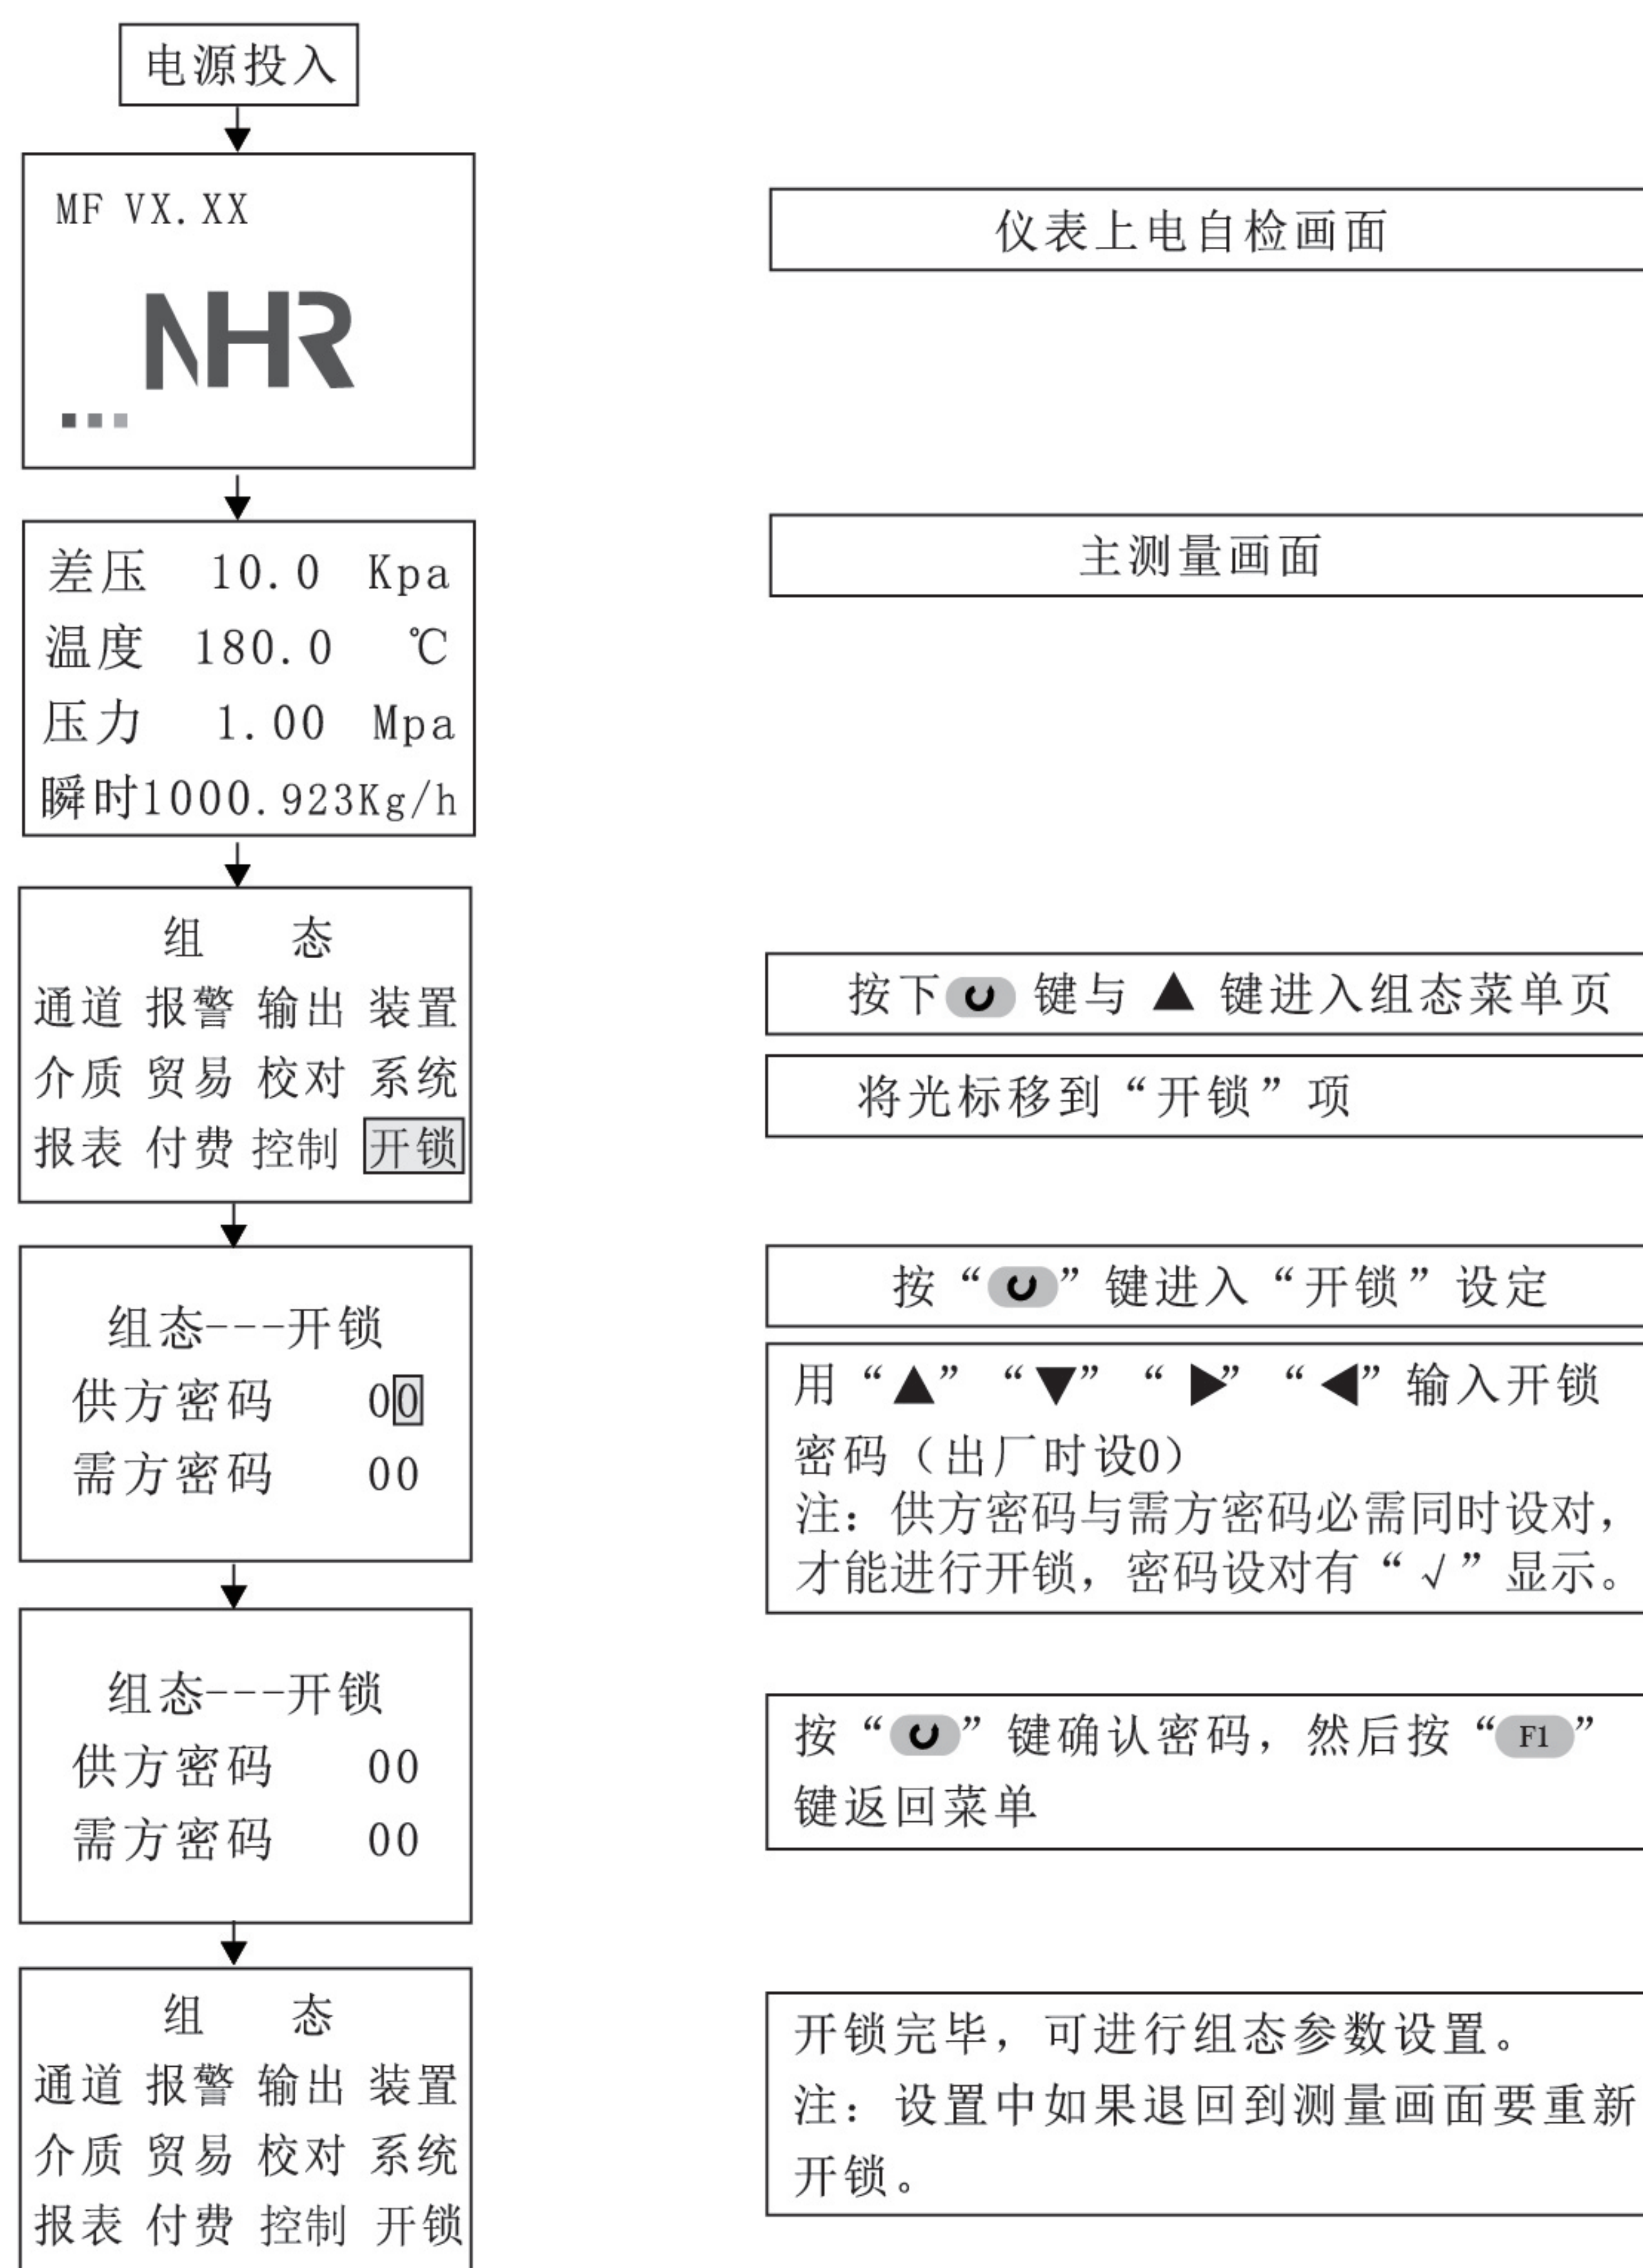 电源投入
MF VX.XX
NHR
仪表上电自检画面
差压 10.0 Kpa
温度 180.0 ℃
压力 1.00 Mpa
瞬时1000.923Kg/h
主测量画面
组 态
通道 报警 输出 装置
介质 贸易 校对 系统
报表 付费 控制 开锁
按下 键与 ▲ 键进入组态菜单页
将光标移到“开锁”项
组态---开锁
供方密码 00
需方密码 00
按“ ”键进入“开锁”设定
用“▲”“▼”“▶”“◀”输入开锁
密码（出厂时设0）
注：供方密码与需方密码必需同时设对，
才能进行开锁，密码设对有“√”显示。
组态---开锁
供方密码 00
需方密码 00
按“ ”键确认密码，然后按“F1”
键返回菜单
组 态
通道 报警 输出 装置
介质 贸易 校对 系统
报表 付费 控制 开锁
开锁完毕，可进行组态参数设置。
注：设置中如果退回到测量画面要重新
开锁。